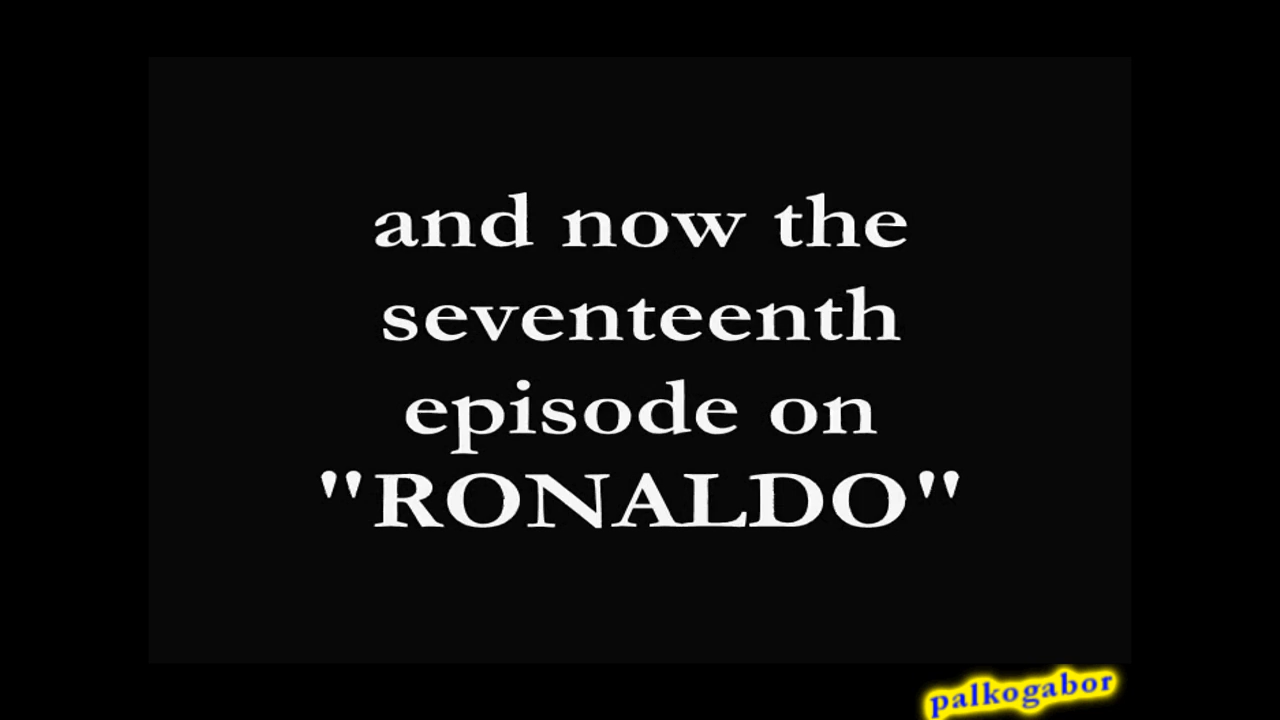 and now the
seventeenth
episode on
"RONALDO"
palkogabor